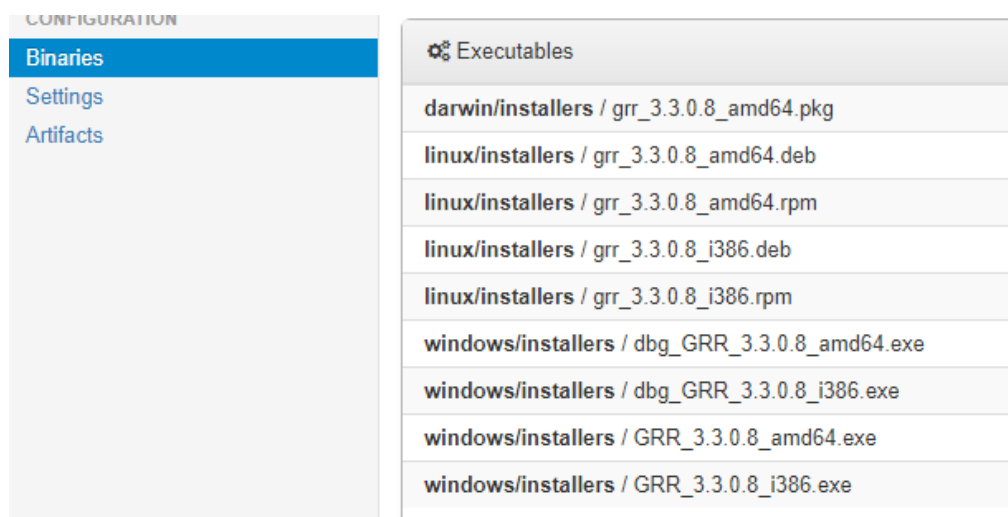 CONFIGURATION
Binaries
Settings
Artifacts
Executables
darwin/installers / grr_3.3.0.8_amd64.pkg
linux/installers / grr_3.3.0.8_amd64.deb
linux/installers / grr_3.3.0.8_amd64.rpm
linux/installers / grr_3.3.0.8_i386.deb
linux/installers / grr_3.3.0.8_i386.rpm
windows/installers / dbg_GRR_3.3.0.8_amd64.exe
windows/installers / dbg_GRR_3.3.0.8_i386.exe
windows/installers / GRR_3.3.0.8_amd64.exe
windows/installers / GRR_3.3.0.8_i386.exe